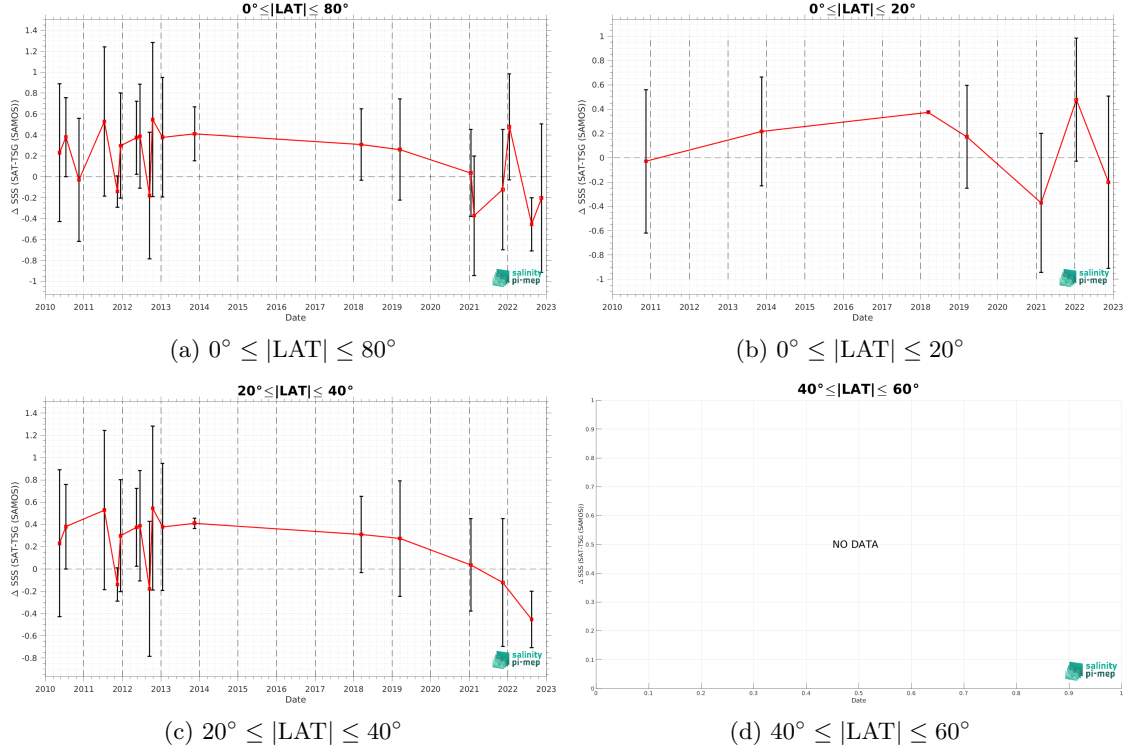 0°≤|LAT|≤ 80°
Δ SSS (SAT-TSG (SAMOS))
1.4
1.2
1
0.8
0.6
0.4
0.2
0
-0.2
-0.4
-0.6
-0.8
-1
salinity
pi-mep
2010 2011 2012 2013 2014 2015 2016 2017 2018 2019 2020 2021 2022 2023
Date
(a) 0° ≤ |LAT| ≤ 80°
0°≤|LAT|≤ 20°
Δ SSS (SAT-TSG (SAMOS))
1
0.8
0.6
0.4
0.2
0
-0.2
-0.4
-0.6
-0.8
-1
salinity
pi-mep
2010 2011 2012 2013 2014 2015 2016 2017 2018 2019 2020 2021 2022 2023
Date
(b) 0° ≤ |LAT| ≤ 20°
20°≤|LAT|≤ 40°
Δ SSS (SAT-TSG (SAMOS))
1.4
1.2
1
0.8
0.6
0.4
0.2
0
-0.2
-0.4
-0.6
-0.8
salinity
pi-mep
2010 2011 2012 2013 2014 2015 2016 2017 2018 2019 2020 2021 2022 2023
Date
(c) 20° ≤ |LAT| ≤ 40°
40°≤|LAT|≤ 60°
Δ SSS (SAT-TSG (SAMOS))
1
0.9
0.8
0.7
0.6
0.5
0.4
0.3
0.2
0.1
0
NO DATA
salinity
pi-mep
0 0.1 0.2 0.3 0.4 0.5 0.6 0.7 0.8 0.9 1
Date
(d) 40° ≤ |LAT| ≤ 60°